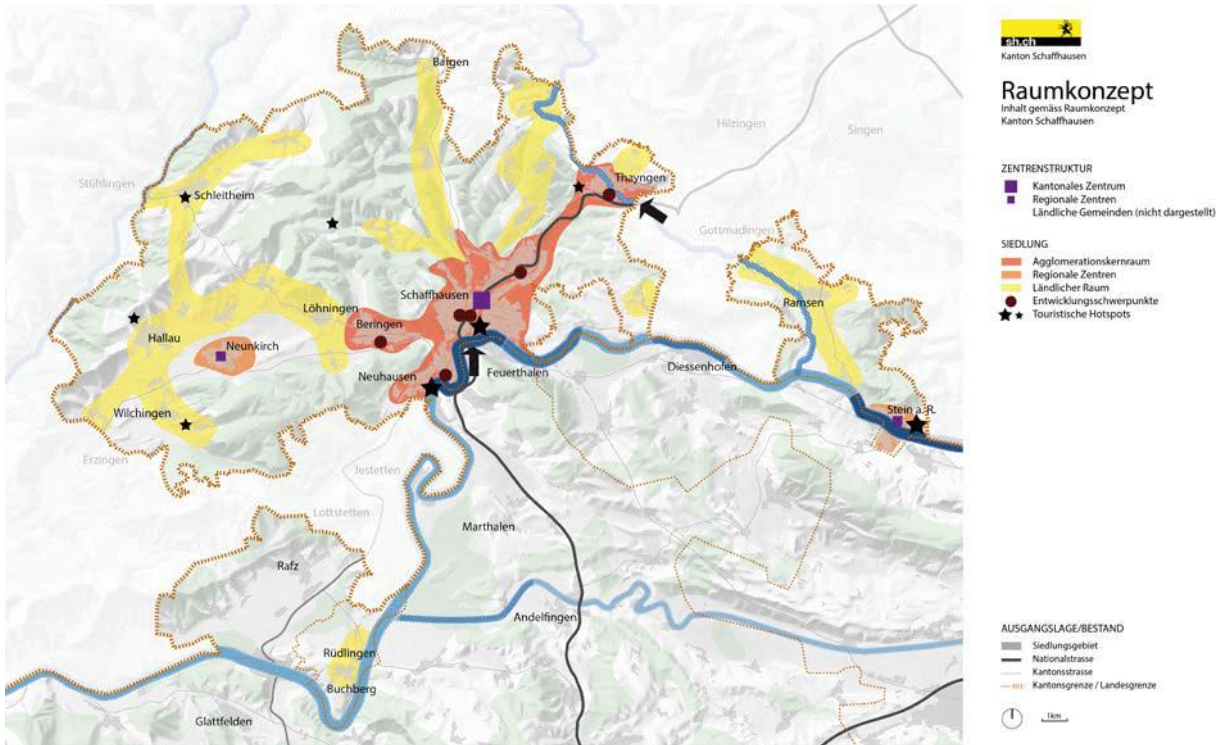 Bargen
Hilzingen
Singen
Stühlingen
Schleitheim
Thayngen
Gottmadingen
Schaffhausen
Löhningen
Beringen
Ramsen
Hallau
Neunkirch
Neuhausen
Feuerthalen
Diessenhofen
Stein a. R.
Wilchingen
Erzingen
Jestetten
Lottstetten
Marthalen
Rafz
Andelfingen
Rüdlingen
Buchberg
Glattfelden
sh.ch
Kanton Schaffhausen
Raumkonzept
Inhalt gemäss Raumkonzept
Kanton Schaffhausen
ZENTRENSTRUKTUR
Kantonales Zentrum
Regionale Zentren
Ländliche Gemeinden (nicht dargestellt)
SIEDLUNG
Agglomerationskernraum
Regionale Zentren
Ländlicher Raum
Entwicklungsschwerpunkte
Touristische Hotspots
AUSGANGSLAGE/BESTAND
Siedlungsgebiet
Nationalstrasse
Kantonsstrasse
Kantonsgrenze / Landesgrenze
1km